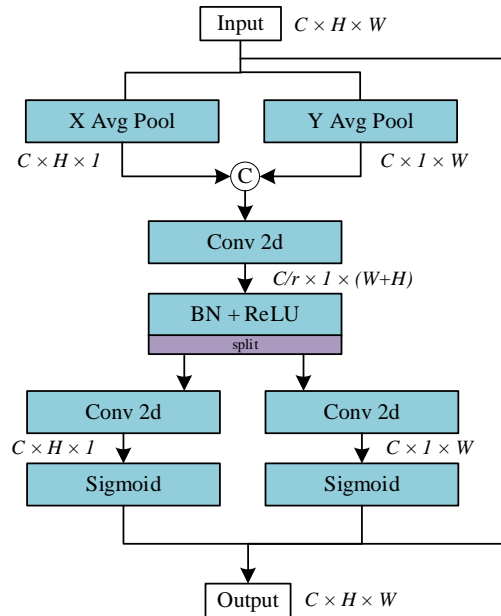 Input C × H × W
X Avg Pool Y Avg Pool
C × H × 1 C × 1 × W
C
Conv 2d
C/r × 1 × (W+H)
BN + ReLU
split
Conv 2d Conv 2d
C × H × 1 C × 1 × W
Sigmoid Sigmoid
Output C × H × W